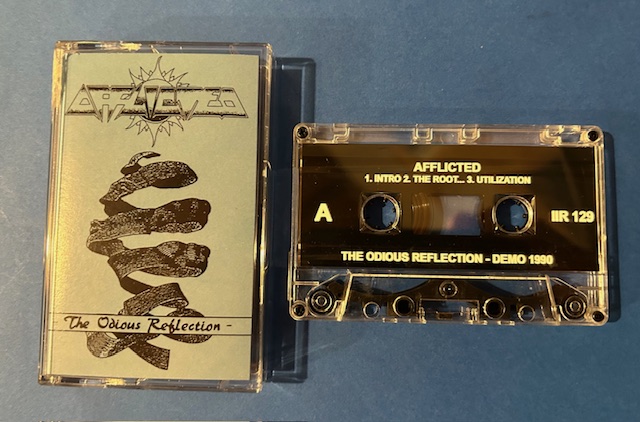 AFFLICTED
The Odious Reflection -
AFFLICTED
1. INTRO 2. THE ROOT... 3. UTILIZATION
A
IIR 129
THE ODIOUS REFLECTION - DEMO 1990